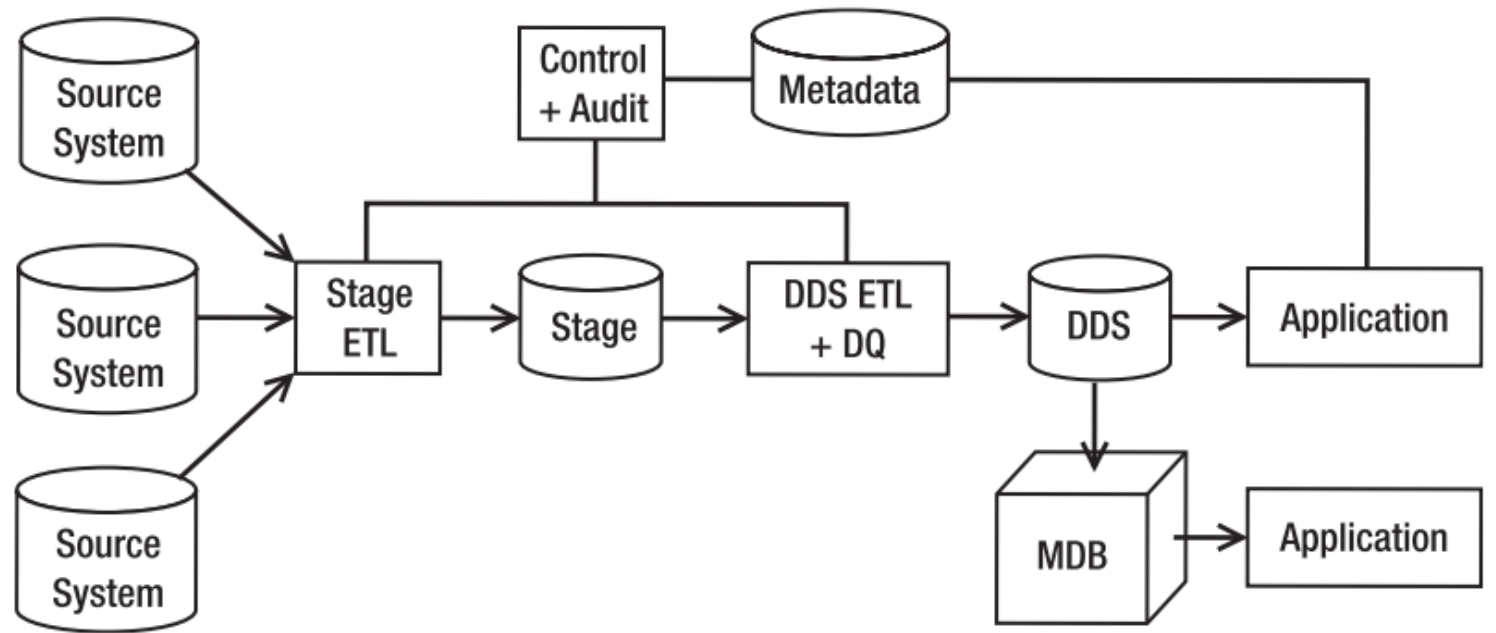 Source
System
Control
+ Audit
Metadata
Source
System
Stage
ETL
Stage
DDS ETL
+ DQ
DDS
Application
Source
System
MDB
Application